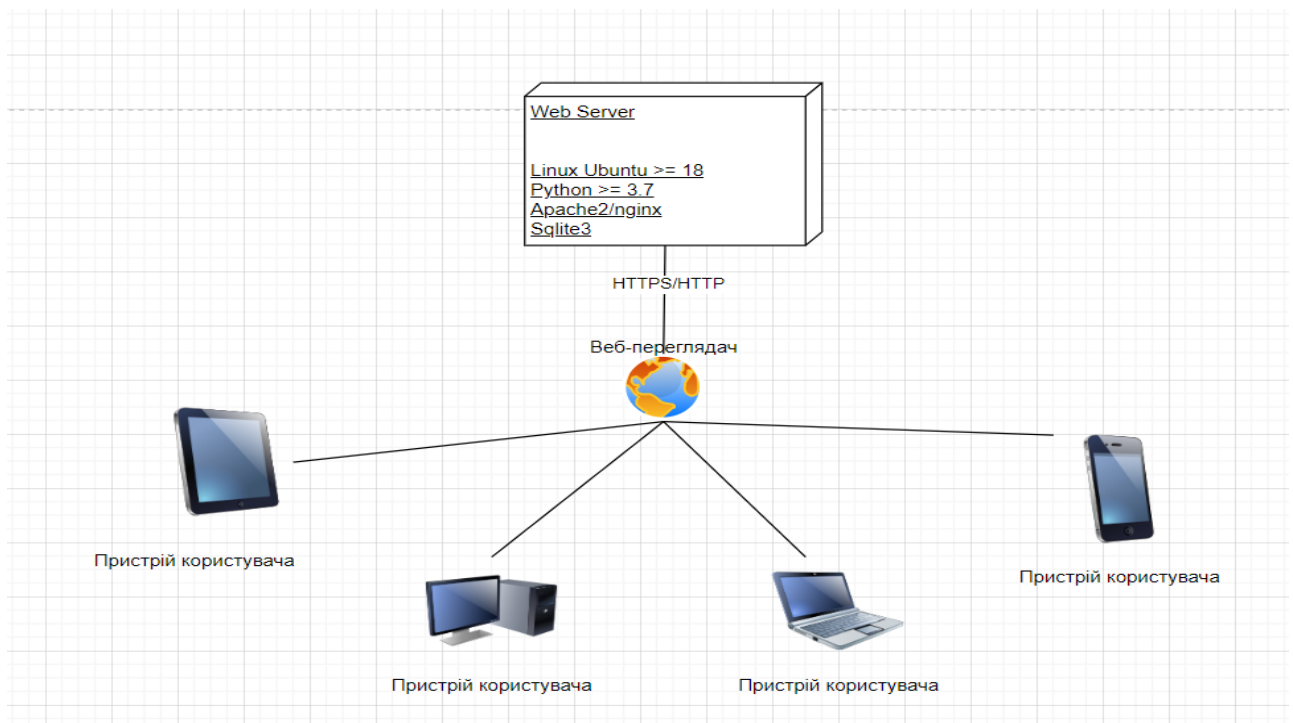 Web Server
Linux Ubuntu >= 18
Python >= 3.7
Apache2/nginx
Sqlite3
HTTPS/HTTP
Веб-переглядач
Пристрій користувача
Пристрій користувача
Пристрій користувача
Пристрій користувача